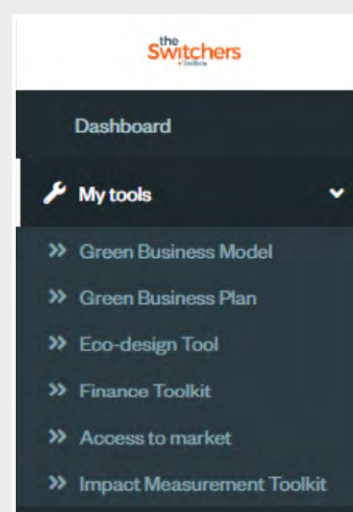 the
Switchers
Toolbox
Dashboard
My tools
Green Business Model
Green Business Plan
Eco-design Tool
Finance Toolkit
Access to market
Impact Measurement Toolkit